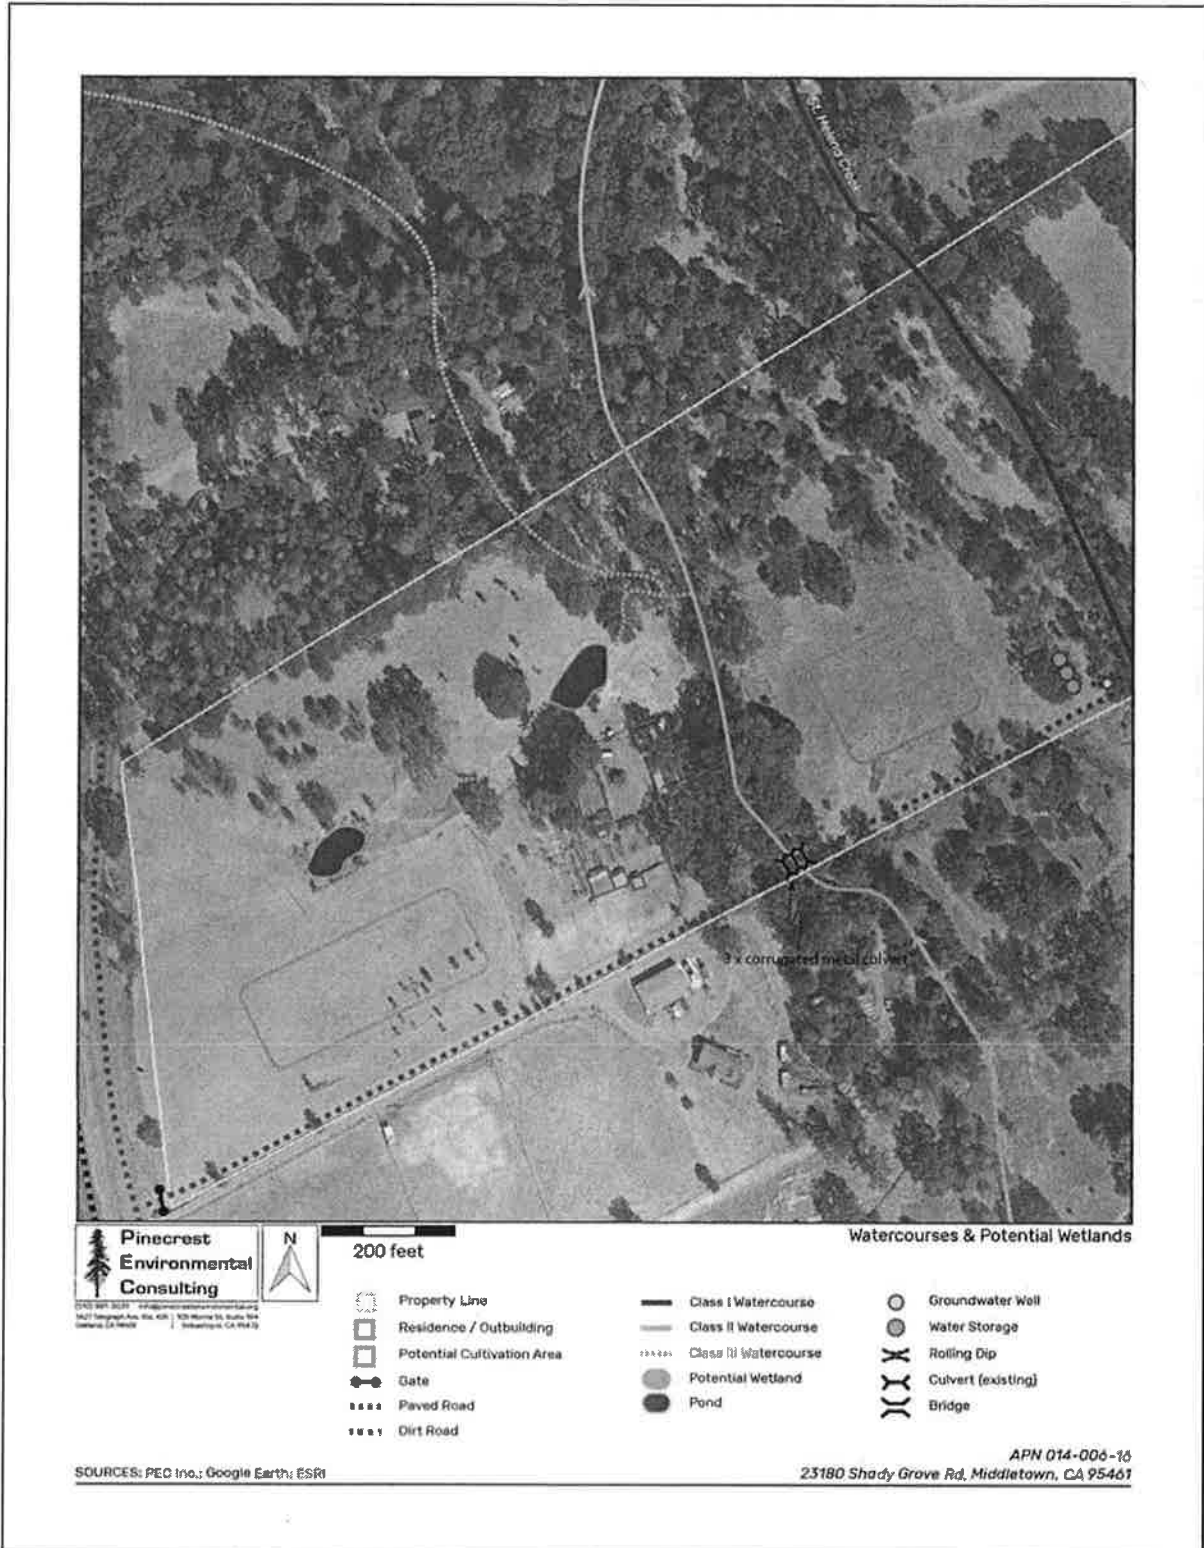 St. Helena Creek
3 x corrugated metal culvert
Pinecrest
Environmental
Consulting
N
200 feet
Watercourses & Potential Wetlands
Property Line
Residence / Outbuilding
Potential Cultivation Area
Gate
Paved Road
Dirt Road
Class I Watercourse
Class II Watercourse
Class III Watercourse
Potential Wetland
Pond
Groundwater Well
Water Storage
Rolling Dip
Culvert (existing)
Bridge
APN 014-006-16
SOURCES: PEC Inc.; Google Earth; ESRI
23180 Shady Grove Rd, Middletown, CA 95461